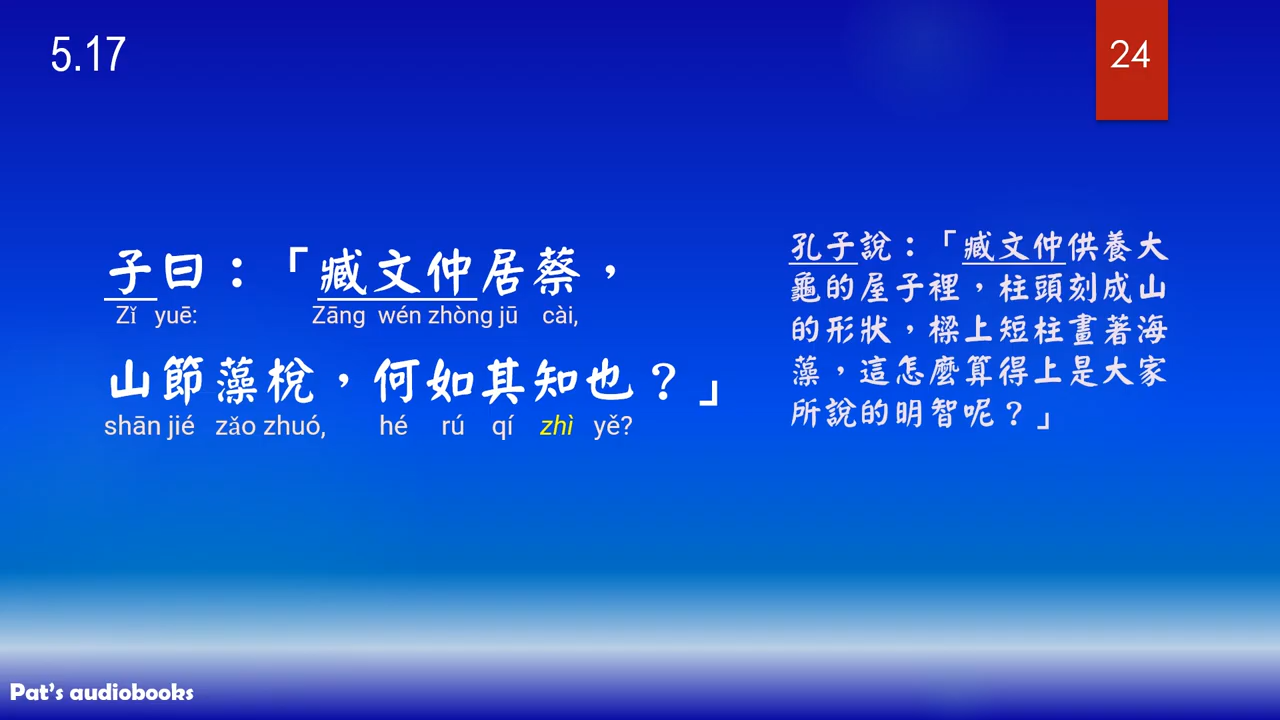 5.17
24
子曰：「臧文仲居蔡，
Zǐ yuē: Zāng wén zhòng jū cài,
山節藻梲，何如其知也？」
shān jié zǎo zhuó, hé rú qí zhì yě?
孔子說：「臧文仲供養大
龜的屋子裡，柱頭刻成山
的形狀，樑上短柱畫著海
藻，這怎麼算得上是大家
所說的明智呢？」
Pat's audiobooks